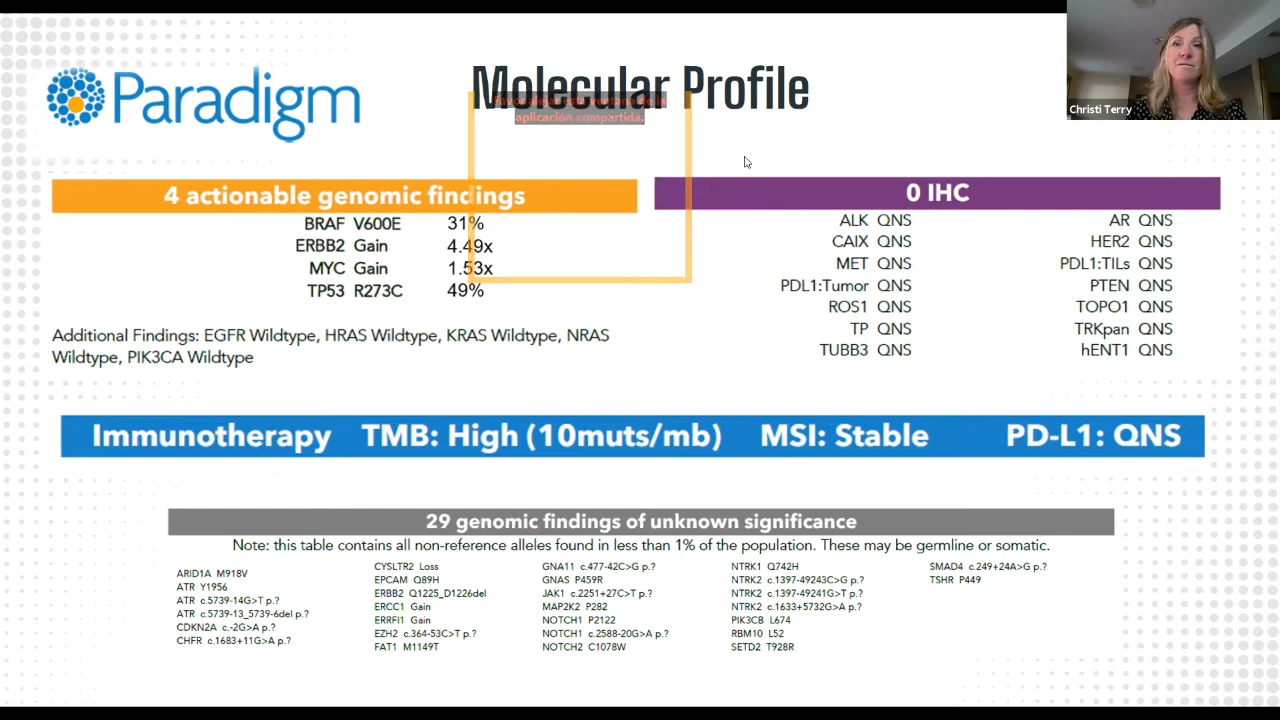 Paradigm
Molecular Profile
Favor alejar esta ventana de la
aplicación compartida.
Christi Terry
4 actionable genomic findings
BRAF V600E 31%
ERBB2 Gain 4.49x
MYC Gain 1.53x
TP53 R273C 49%
Additional Findings: EGFR Wildtype, HRAS Wildtype, KRAS Wildtype, NRAS
Wildtype, PIK3CA Wildtype
0 IHC
ALK QNS AR QNS
CAIX QNS HER2 QNS
MET QNS PDL1:TILs QNS
PDL1:Tumor QNS PTEN QNS
ROS1 QNS TOPO1 QNS
TP QNS TRKpan QNS
TUBB3 QNS hENT1 QNS
Immunotherapy TMB: High (10muts/mb) MSI: Stable PD-L1: QNS
29 genomic findings of unknown significance
Note: this table contains all non-reference alleles found in less than 1% of the population. These may be germline or somatic.
ARID1A M918V
ATR Y1956
ATR c.5739-14G>T p.?
ATR c.5739-13_5739-6del p.?
CDKN2A c.-2G>A p.?
CHFR c.1683+11G>A p.?
CYSLTR2 Loss
EPCAM Q89H
ERBB2 Q1225_D1226del
ERCC1 Gain
ERRFI1 Gain
EZH2 c.364-53C>T p.?
FAT1 M1149T
GNA11 c.477-42C>G p.?
GNAS P459R
JAK1 c.2251+27C>T p.?
MAP2K2 P282
NOTCH1 P2122
NOTCH1 c.2588-20G>A p.?
NOTCH2 C1078W
NTRK1 Q742H
NTRK2 c.1397-49243C>G p.?
NTRK2 c.1397-49241G>T p.?
NTRK2 c.1633+5732G>A p.?
PIK3CB L674
RBM10 L52
SETD2 T928R
SMAD4 c.249+24A>G p.?
TSHR P449